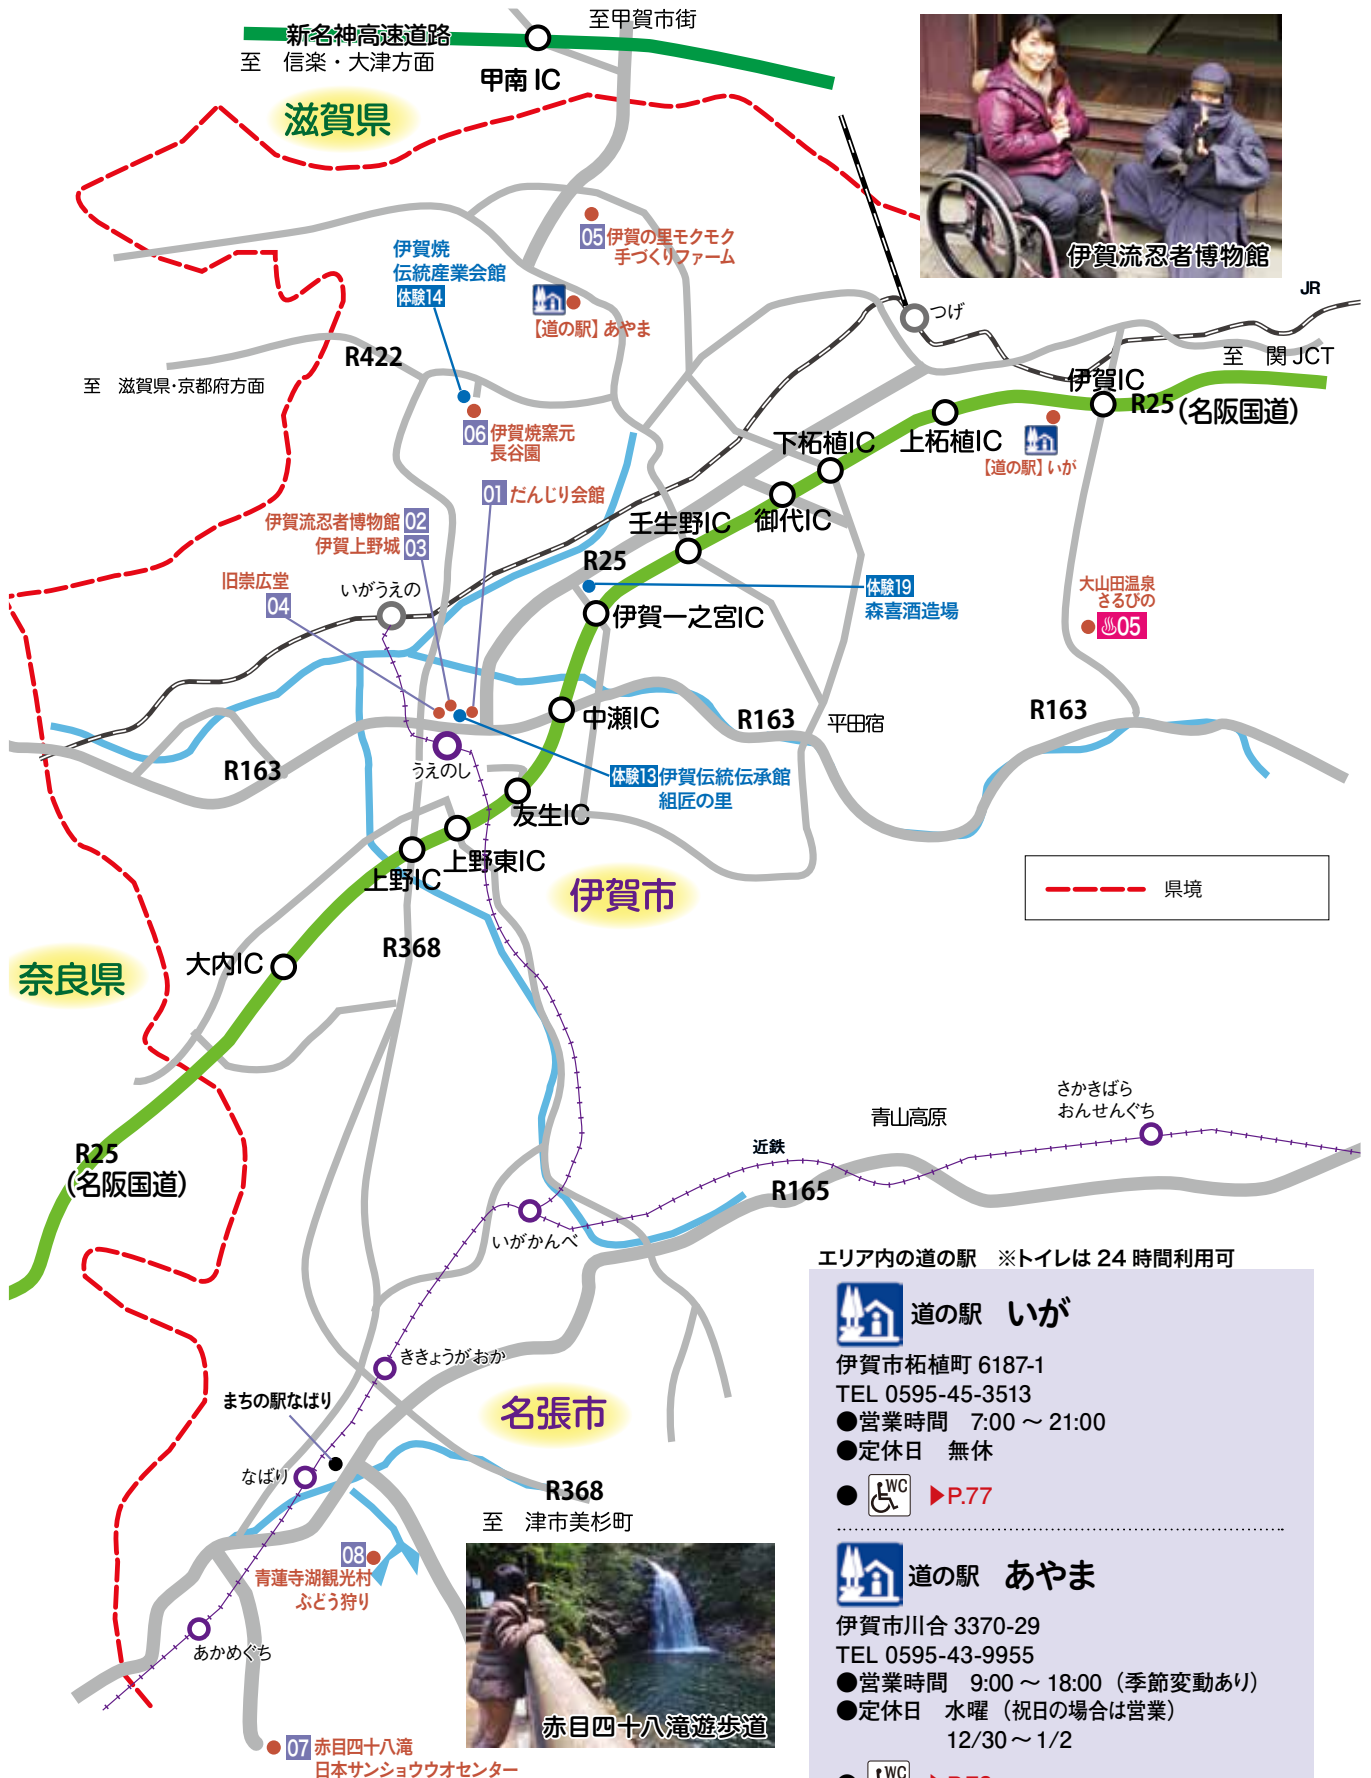 新名神高速道路
至　信楽・大津方面
至甲賀市街
甲南 IC
滋賀県
伊賀流忍者博物館
05 伊賀の里モクモク
手づくりファーム
伊賀焼
伝統産業会館
体験14
【道の駅】あやま
つげ
JR
至　関 JCT
R422
至　滋賀県・京都府方面
伊賀IC
R25（名阪国道）
上柘植IC
下柘植IC
【道の駅】いが
06 伊賀焼窯元
長谷園
御代IC
壬生野IC
01 だんじり会館
伊賀流忍者博物館 02
伊賀上野城 03
R25
旧崇広堂
04
いがうえの
体験19
森喜酒造場
伊賀一之宮IC
大山田温泉
さるびの
05
中瀬IC
R163
平田宿
R163
R163
うえのし
体験13 伊賀伝統伝承館
組匠の里
友生IC
上野東IC
上野IC
伊賀市
県境
R368
大内IC
奈良県
さかきばら
おんせんぐち
青山高原
近鉄
R165
R25
（名阪国道）
いがかんべ
ききょうがおか
まちの駅なばり
名張市
なばり
R368
至　津市美杉町
08
青蓮寺湖観光村
ぶどう狩り
あかめぐち
赤目四十八滝遊歩道
07 赤目四十八滝
日本サンショウウオセンター
エリア内の道の駅　※トイレは 24 時間利用可
道の駅　いが
伊賀市柘植町 6187-1
TEL 0595-45-3513
●営業時間　7:00 ～ 21:00
●定休日　無休
● WC ▶P.77
道の駅　あやま
伊賀市川合 3370-29
TEL 0595-43-9955
●営業時間　9:00 ～ 18:00（季節変動あり）
●定休日　水曜（祝日の場合は営業）
12/30 ～ 1/2
● WC